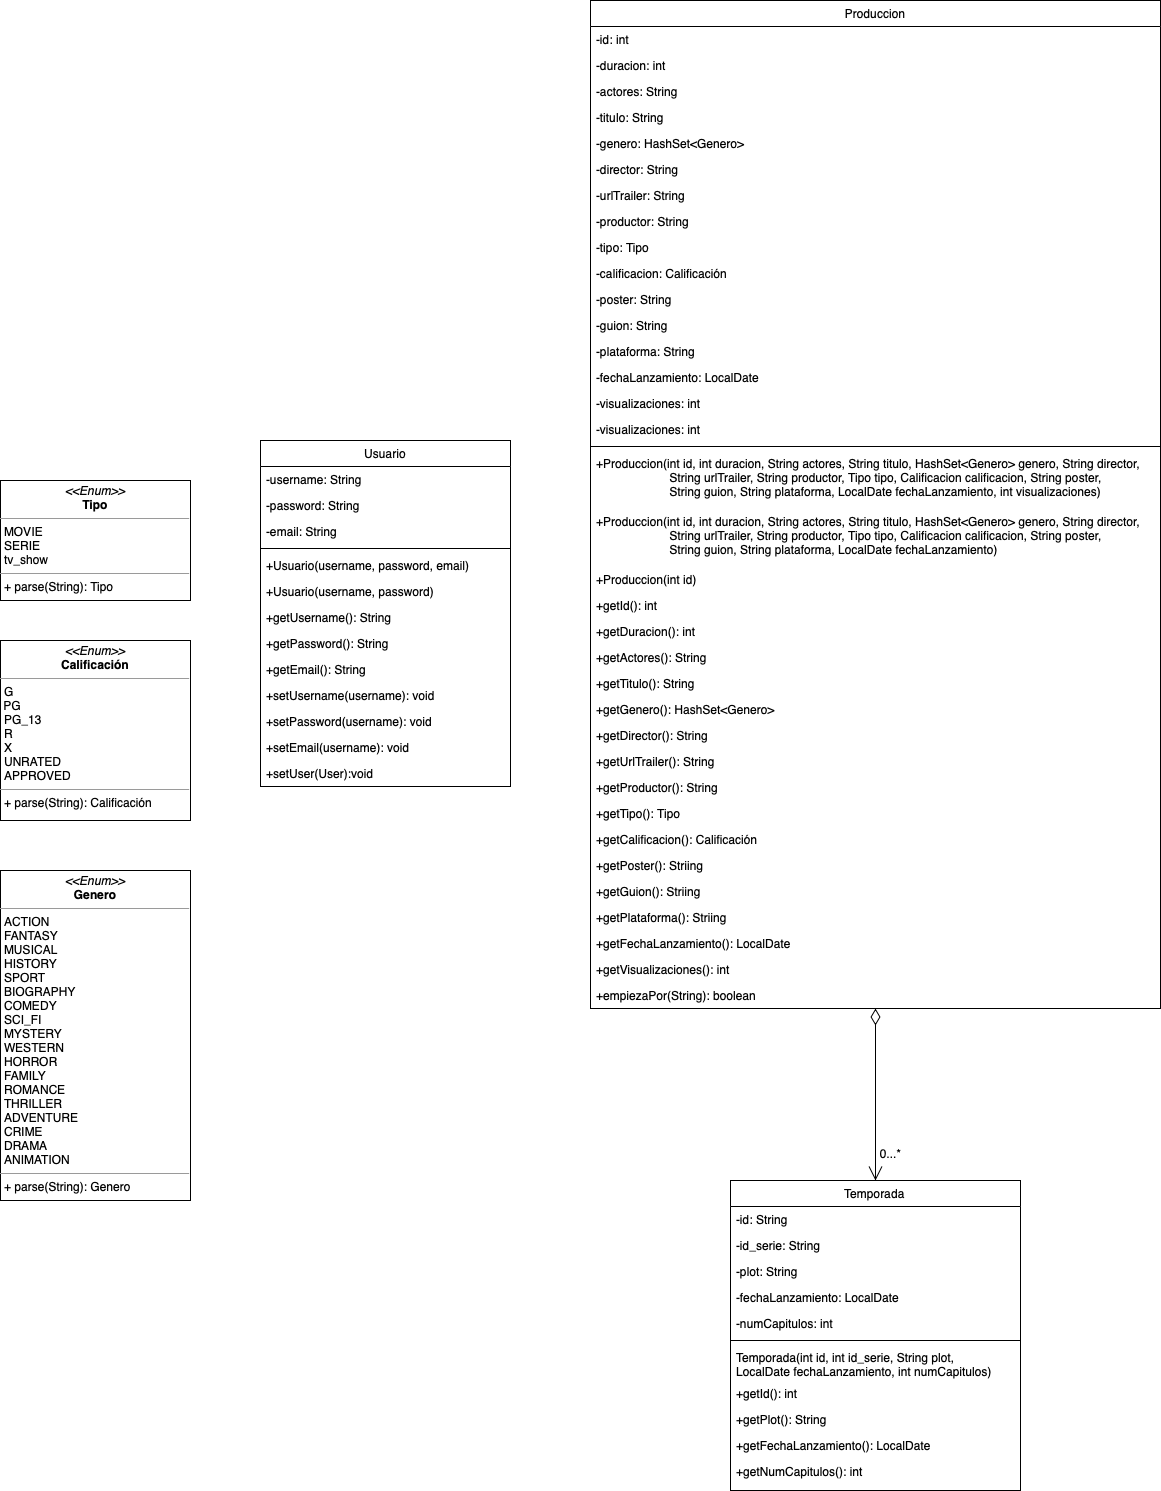 Produccion
-id: int
-duracion: int
-actores: String
-titulo: String
-genero: HashSet<Genero>
-director: String
-urlTrailer: String
-productor: String
-tipo: Tipo
-calificacion: Calificación
-poster: String
-guion: String
-plataforma: String
-fechaLanzamiento: LocalDate
-visualizaciones: int
-visualizaciones: int
+Produccion(int id, int duracion, String actores, String titulo, HashSet<Genero> genero, String director,
String urlTrailer, String productor, Tipo tipo, Calificacion calificacion, String poster,
String guion, String plataforma, LocalDate fechaLanzamiento, int visualizaciones)
+Produccion(int id, int duracion, String actores, String titulo, HashSet<Genero> genero, String director,
String urlTrailer, String productor, Tipo tipo, Calificacion calificacion, String poster,
String guion, String plataforma, LocalDate fechaLanzamiento)
+Produccion(int id)
+getId(): int
+getDuracion(): int
+getActores(): String
+getTitulo(): String
+getGenero(): HashSet<Genero>
+getDirector(): String
+getUrlTrailer(): String
+getProductor(): String
+getTipo(): Tipo
+getCalificacion(): Calificación
+getPoster(): Striing
+getGuion(): Striing
+getPlataforma(): Striing
+getFechaLanzamiento(): LocalDate
+getVisualizaciones(): int
+empiezaPor(String): boolean
Usuario
-username: String
-password: String
-email: String
+Usuario(username, password, email)
+Usuario(username, password)
+getUsername(): String
+getPassword(): String
+getEmail(): String
+setUsername(username): void
+setPassword(username): void
+setEmail(username): void
+setUser(User):void
<<Enum>>
Tipo
MOVIE
SERIE
tv_show
+ parse(String): Tipo
<<Enum>>
Calificación
G
PG
PG_13
R
X
UNRATED
APPROVED
+ parse(String): Calificación
<<Enum>>
Genero
ACTION
FANTASY
MUSICAL
HISTORY
SPORT
BIOGRAPHY
COMEDY
SCI_FI
MYSTERY
WESTERN
HORROR
FAMILY
ROMANCE
THRILLER
ADVENTURE
CRIME
DRAMA
ANIMATION
+ parse(String): Genero
0...*
Temporada
-id: String
-id_serie: String
-plot: String
-fechaLanzamiento: LocalDate
-numCapitulos: int
Temporada(int id, int id_serie, String plot,
LocalDate fechaLanzamiento, int numCapitulos)
+getId(): int
+getPlot(): String
+getFechaLanzamiento(): LocalDate
+getNumCapitulos(): int